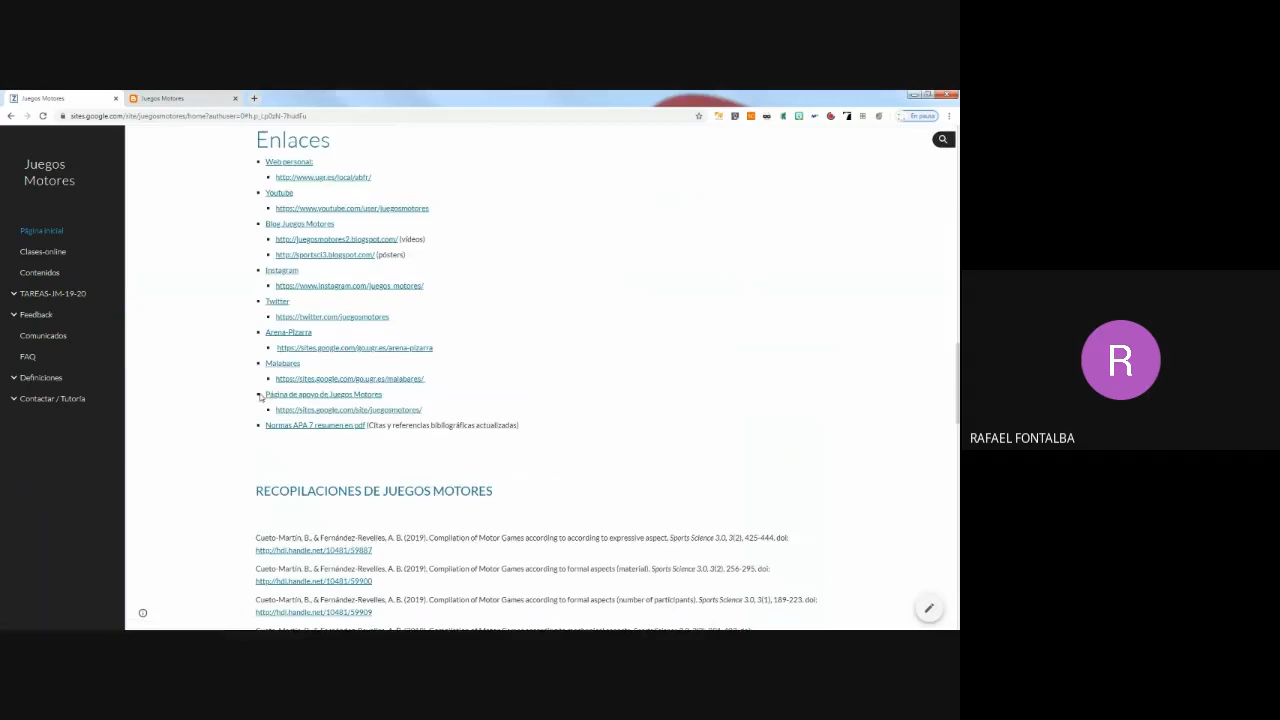 Juegos Motores
Juegos Motores
sites.google.com/site/juegosmotores/home?authuser=0#h.p_
En pausa
Juegos
Motores
Página inicial
Clases-online
Contenidos
TAREAS-JM-19-20
Feedback
Comunicados
FAQ
Definiciones
Contactar / Tutoría
Enlaces
Web personal:
http://www.ugr.es/local/abfr/
Youtube
https://www.youtube.com/user/juegosmotores
Blog Juegos Motores
http://juegosmotores2.blogspot.com/ (vídeos)
http://sportsci3.blogspot.com/ (pósters)
Instagram
https://www.instagram.com/juegos_motores/
Twitter
https://twitter.com/juegosmotores
Arena-Pizarra
https://sites.google.com/go.ugr.es/arena-pizarra
Malabares
https://sites.google.com/go.ugr.es/malabares/
Página de apoyo de Juegos Motores
https://sites.google.com/site/juegosmotores/
Normas APA 7 resumen en pdf (Citas y referencias bibliográficas actualizadas)
RECOPILACIONES DE JUEGOS MOTORES
Cueto-Martín, B., & Fernández-Revelles, A. B. (2019). Compilation of Motor Games according to according to expressive aspect. Sports Science 3.0, 3(2), 425-444. doi:
http://hdl.handle.net/10481/59887
Cueto-Martín, B., & Fernández-Revelles, A. B. (2019). Compilation of Motor Games according to formal aspects (material). Sports Science 3.0, 3(2), 256-295. doi:
http://hdl.handle.net/10481/59900
Cueto-Martín, B., & Fernández-Revelles, A. B. (2019). Compilation of Motor Games according to formal aspects (number of participants). Sports Science 3.0, 3(1), 189-223. doi:
http://hdl.handle.net/10481/59909
R
RAFAEL FONTALBA